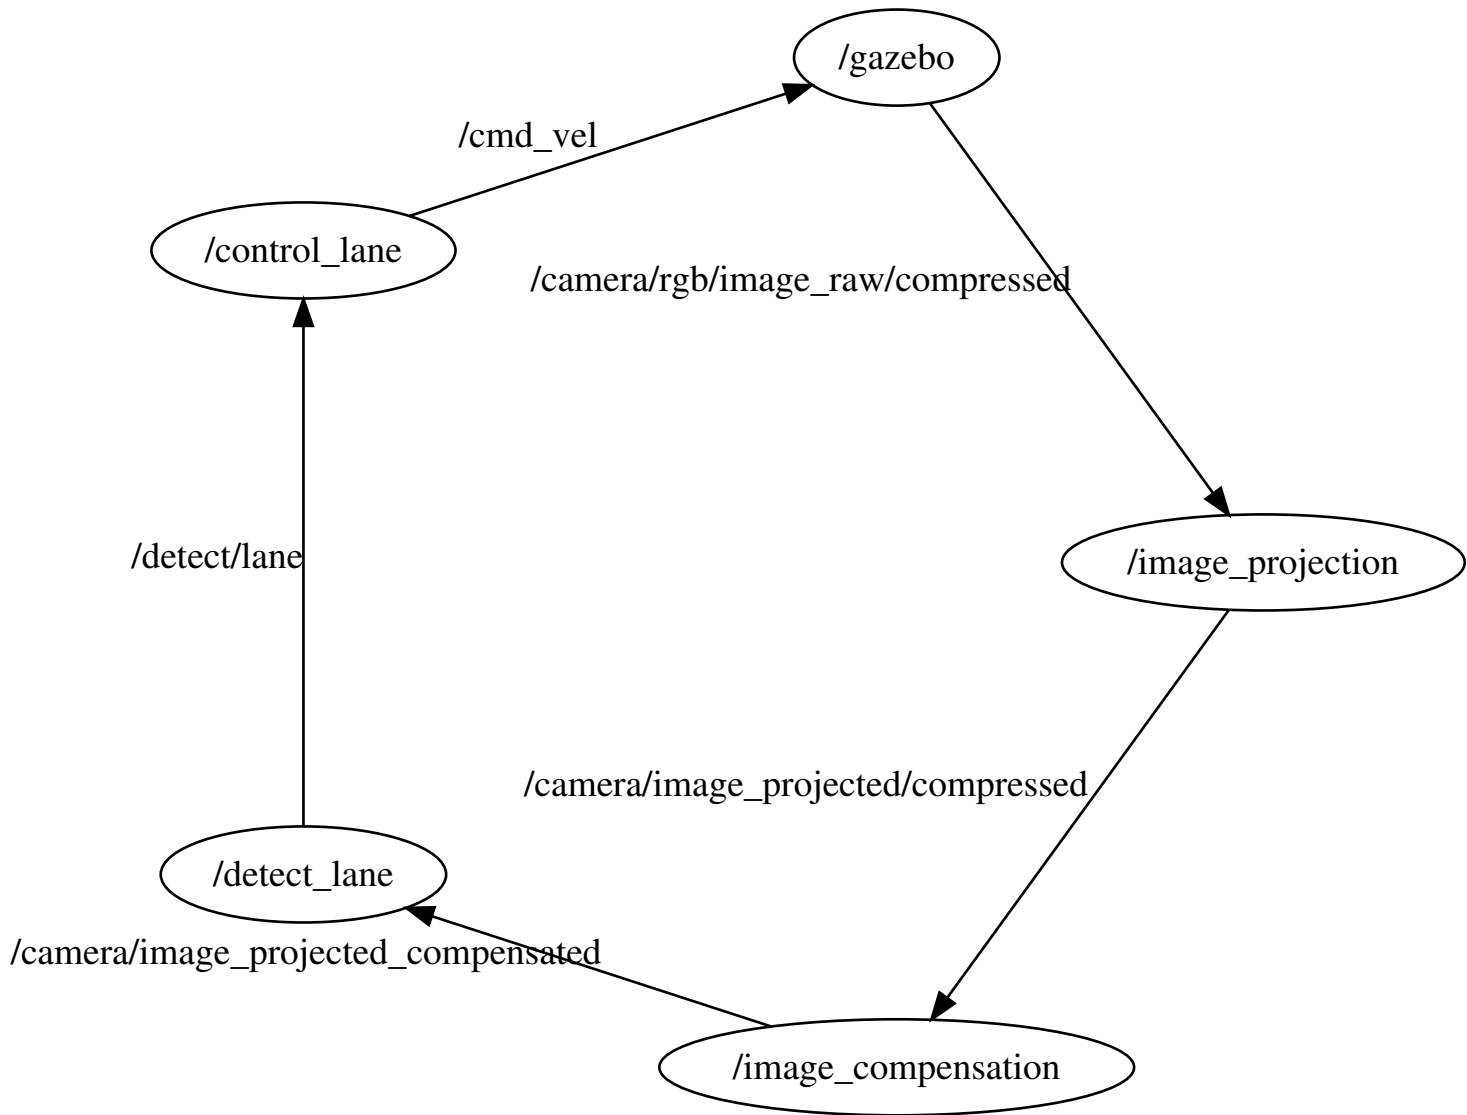 /gazebo
/cmd_vel
/control_lane
/camera/rgb/image_raw/compressed
/detect/lane
/image_projection
/camera/image_projected/compressed
/detect_lane
/camera/image_projected_compensated
/image_compensation